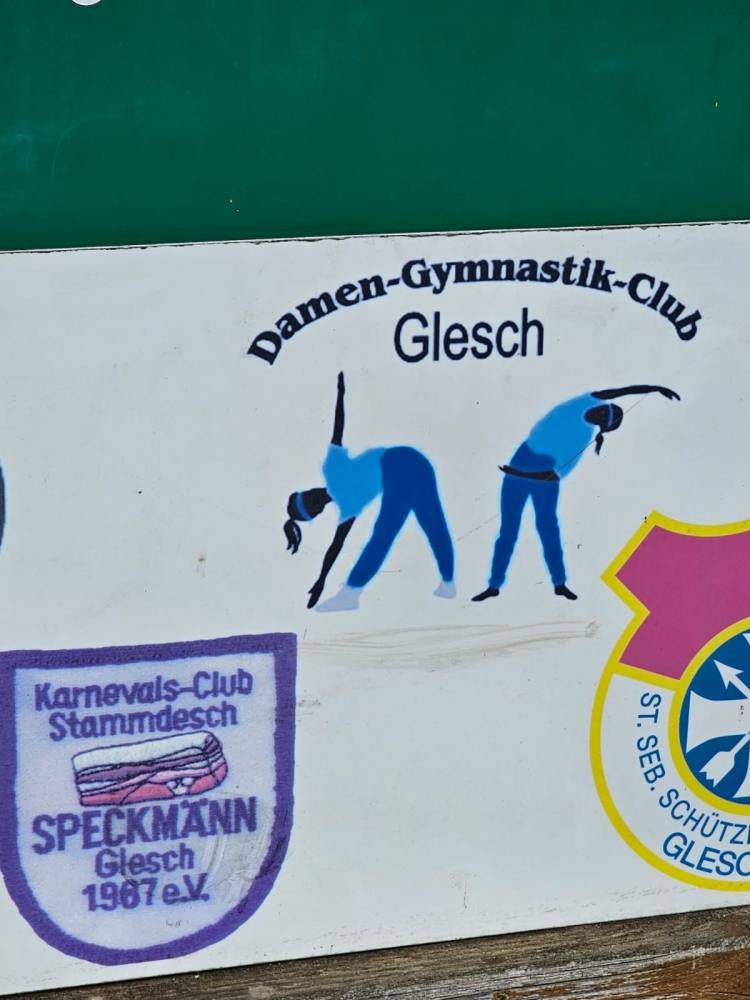 Damen-Gymnastik-Club
Glesch
Karnevals-Club
Stammdesch
SPECKMÄNN
Glesch
1967 e.V.
ST. SEB. SCHÜTZ
GLESC